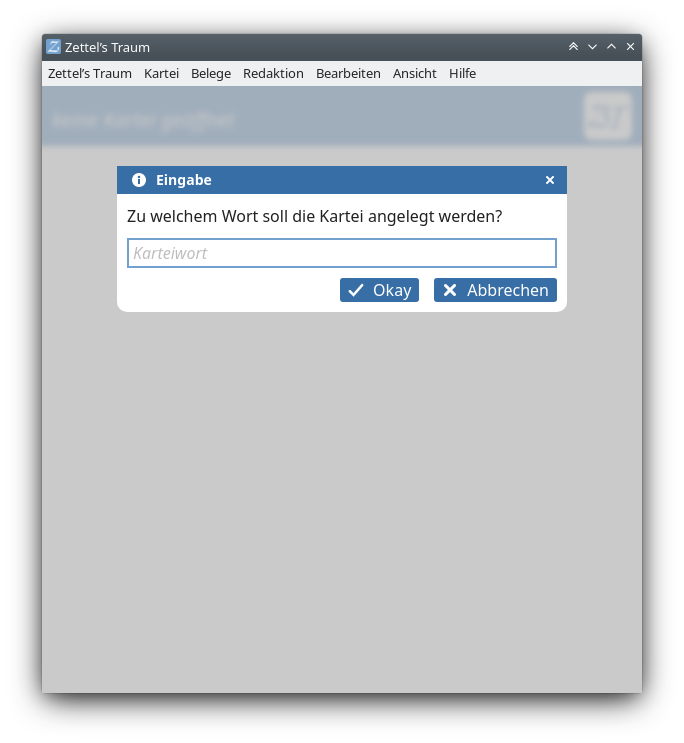 Zettel’s Traum
Zettel’s Traum Kartei Belege Redaktion Bearbeiten Ansicht Hilfe
keine Kartei geöffnet
Eingabe
Zu welchem Wort soll die Kartei angelegt werden?
Karteiwort
Okay Abbrechen